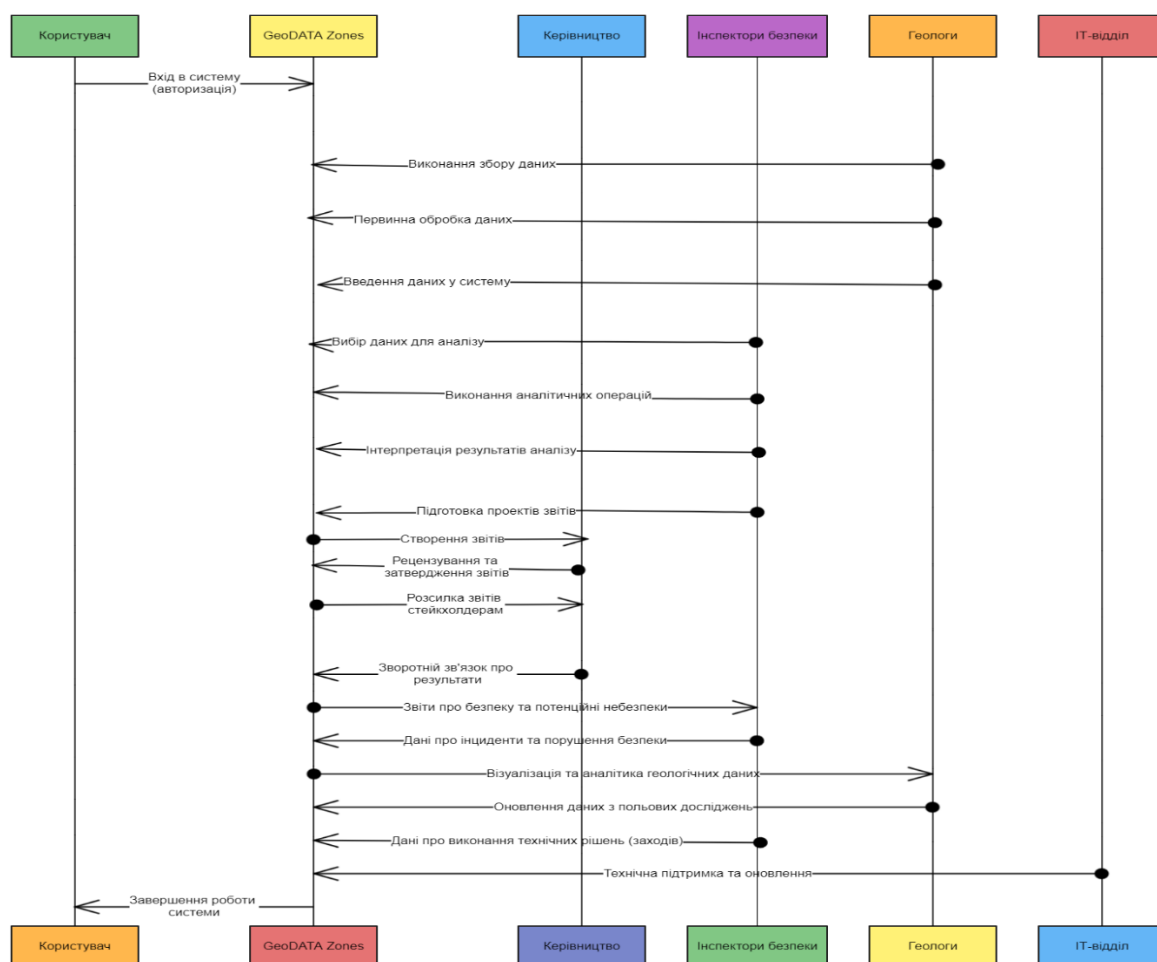 Користувач
GeoDATA Zones
Керівництво
Інспектори безпеки
Геологи
ІТ-відділ
Вхід в систему
(авторизація)
Виконання збору даних
Первинна обробка даних
Введення даних у систему
Вибір даних для аналізу
Виконання аналітичних операцій
Інтерпретація результатів аналізу
Підготовка проектів звітів
Створення звітів
Рецензування та
затвердження звітів
Розсилка звітів
стейкхолдерам
Зворотній зв'язок про
результати
Звіти про безпеку та потенційні небезпеки
Дані про інциденти та порушення безпеки
Візуалізація та аналітика геологічних даних
Оновлення даних з польових досліджень
Дані про виконання технічних рішень (заходів)
Технічна підтримка та оновлення
Завершення роботи
системи
Користувач
GeoDATA Zones
Керівництво
Інспектори безпеки
Геологи
ІТ-відділ